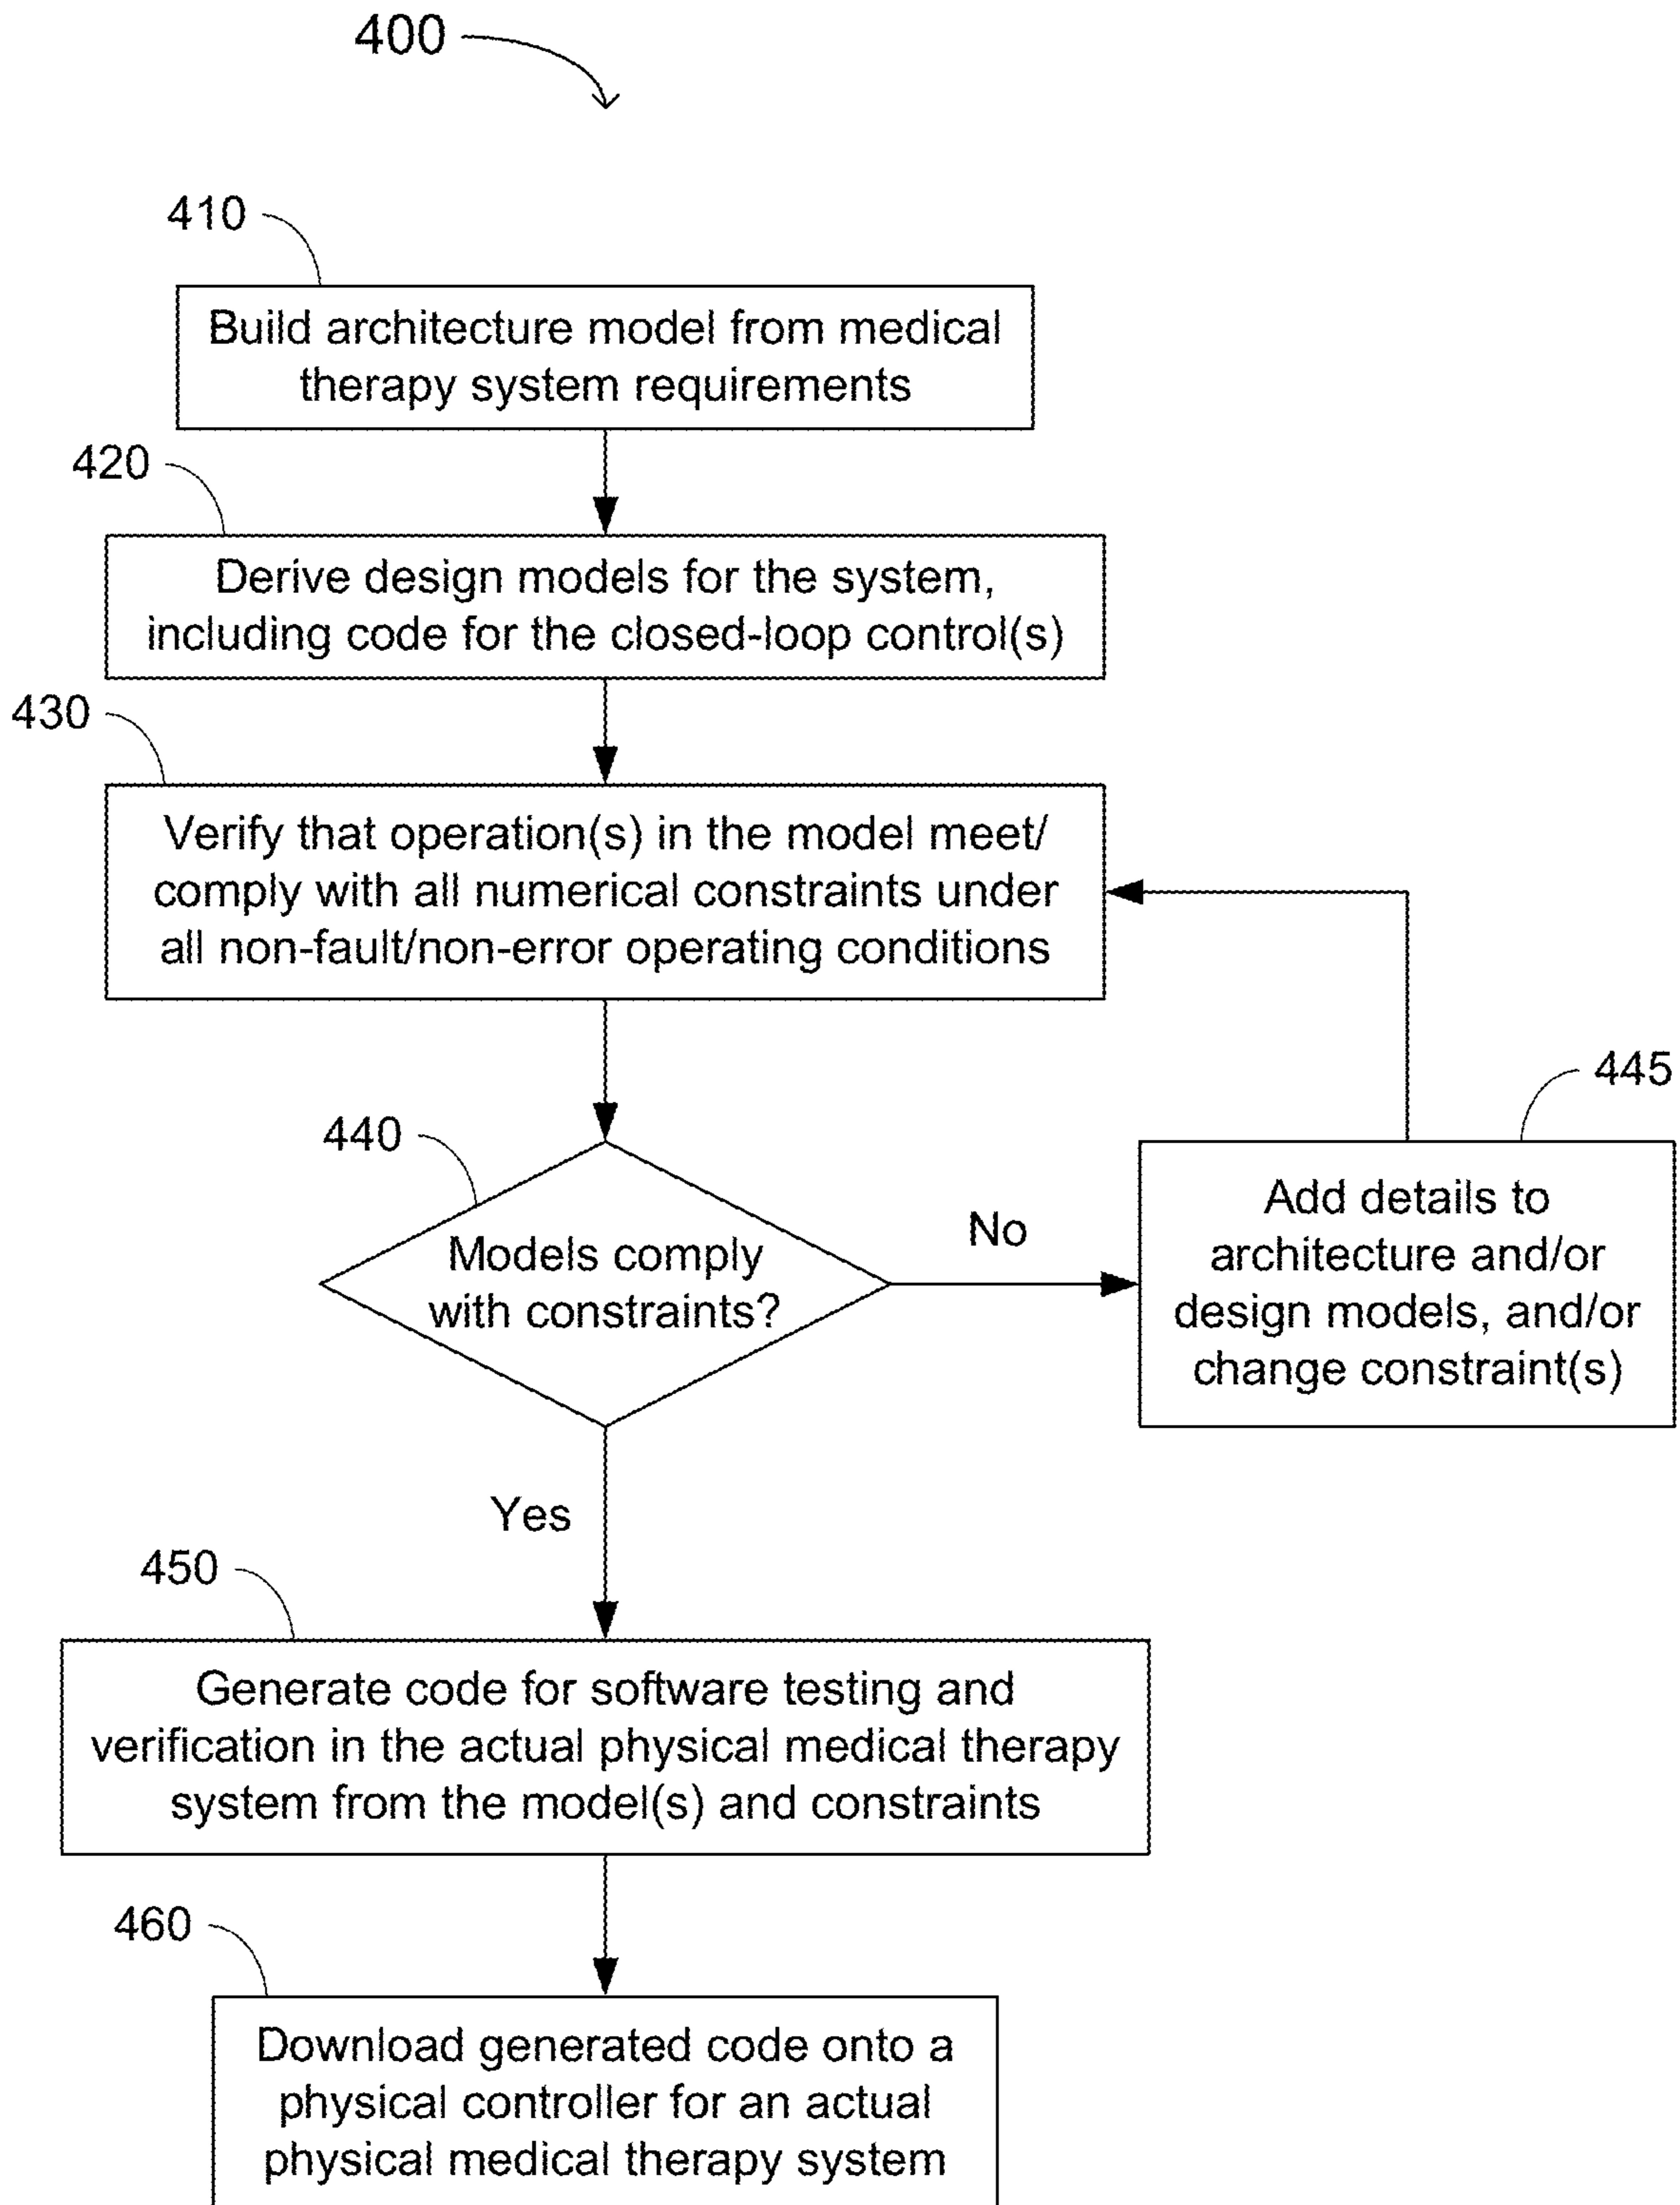 400
410
Build architecture model from medical
therapy system requirements
420
Derive design models for the system,
including code for the closed-loop control(s)
430
Verify that operation(s) in the model meet/
comply with all numerical constraints under
all non-fault/non-error operating conditions
440
Models comply
with constraints?
No
445
Add details to
architecture and/or
design models, and/or
change constraint(s)
Yes
450
Generate code for software testing and
verification in the actual physical medical therapy
system from the model(s) and constraints
460
Download generated code onto a
physical controller for an actual
physical medical therapy system